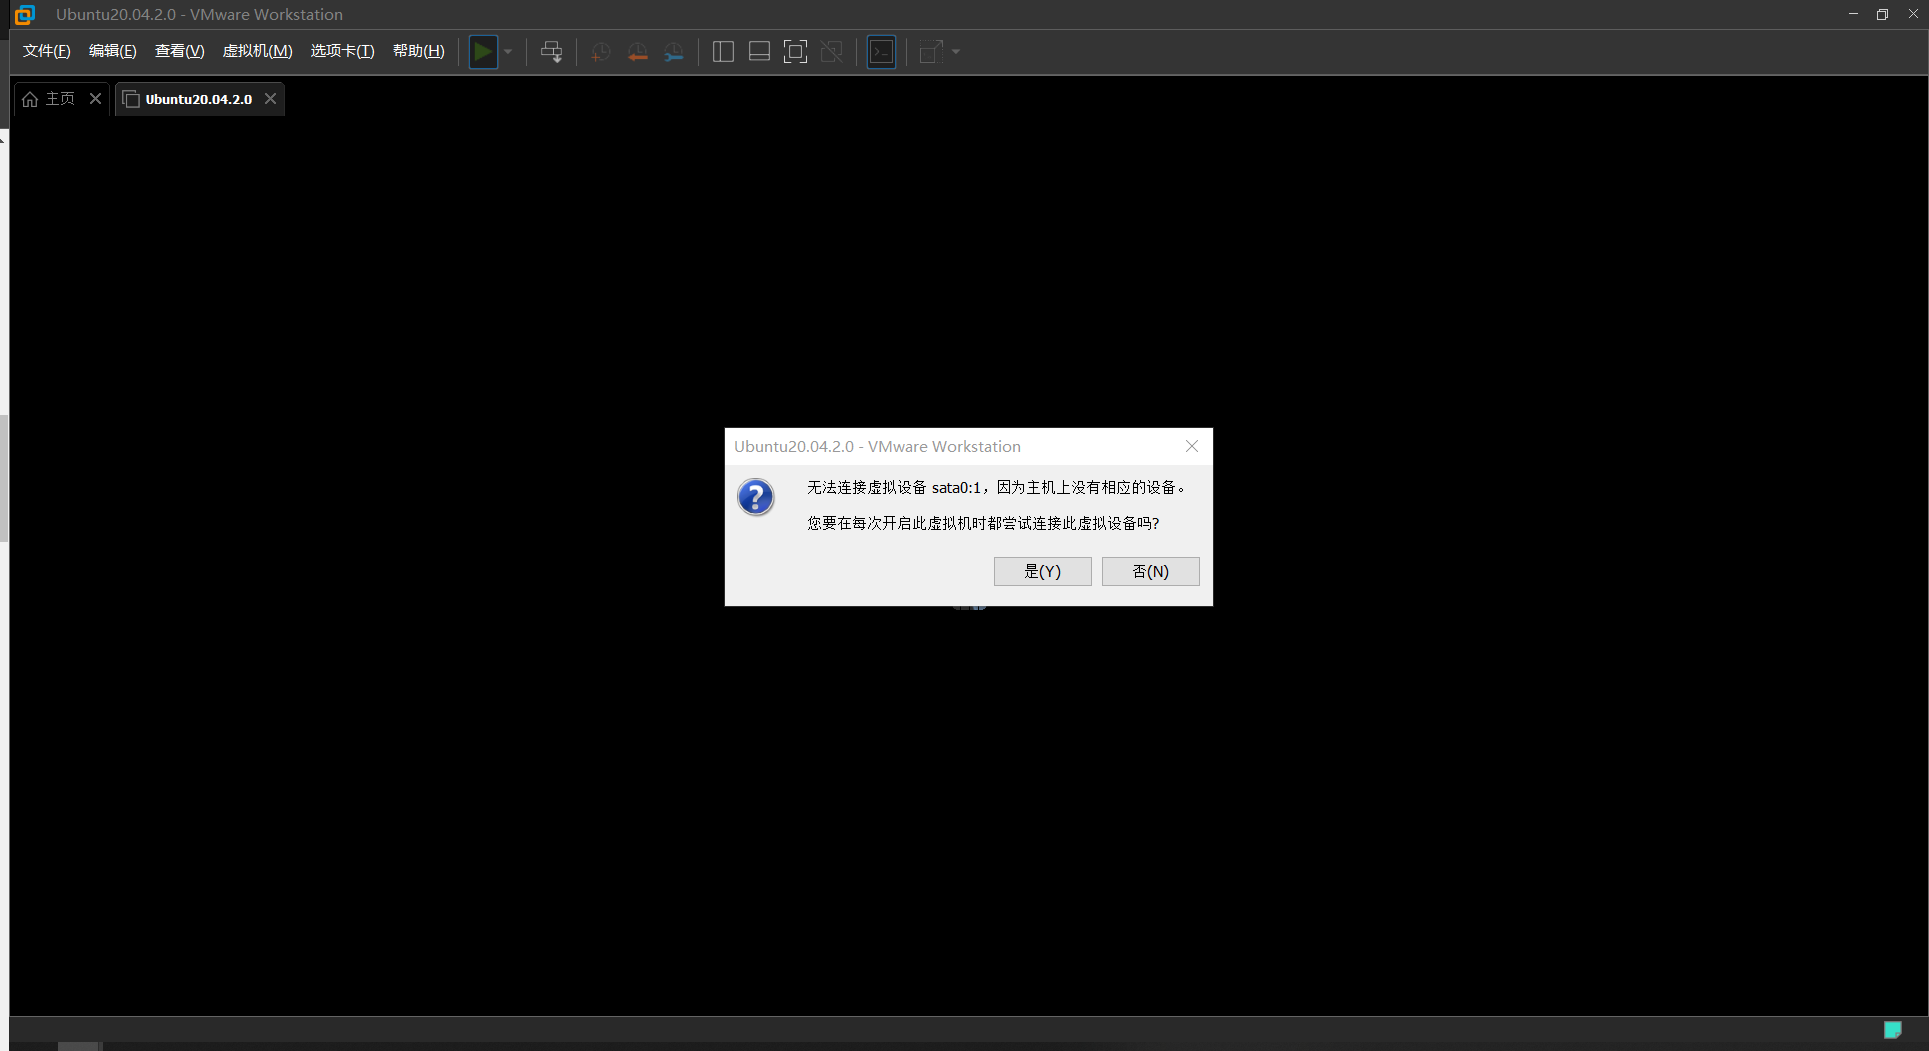 Ubuntu20.04.2.0 - VMware Workstation
文件(F) 编辑(E) 查看(V) 虚拟机(M) 选项卡(T) 帮助(H)
主页 Ubuntu20.04.2.0
Ubuntu20.04.2.0 - VMware Workstation
无法连接虚拟设备 sata0:1，因为主机上没有相应的设备。
您要在每次开启此虚拟机时都尝试连接此虚拟设备吗?
是(Y) 否(N)